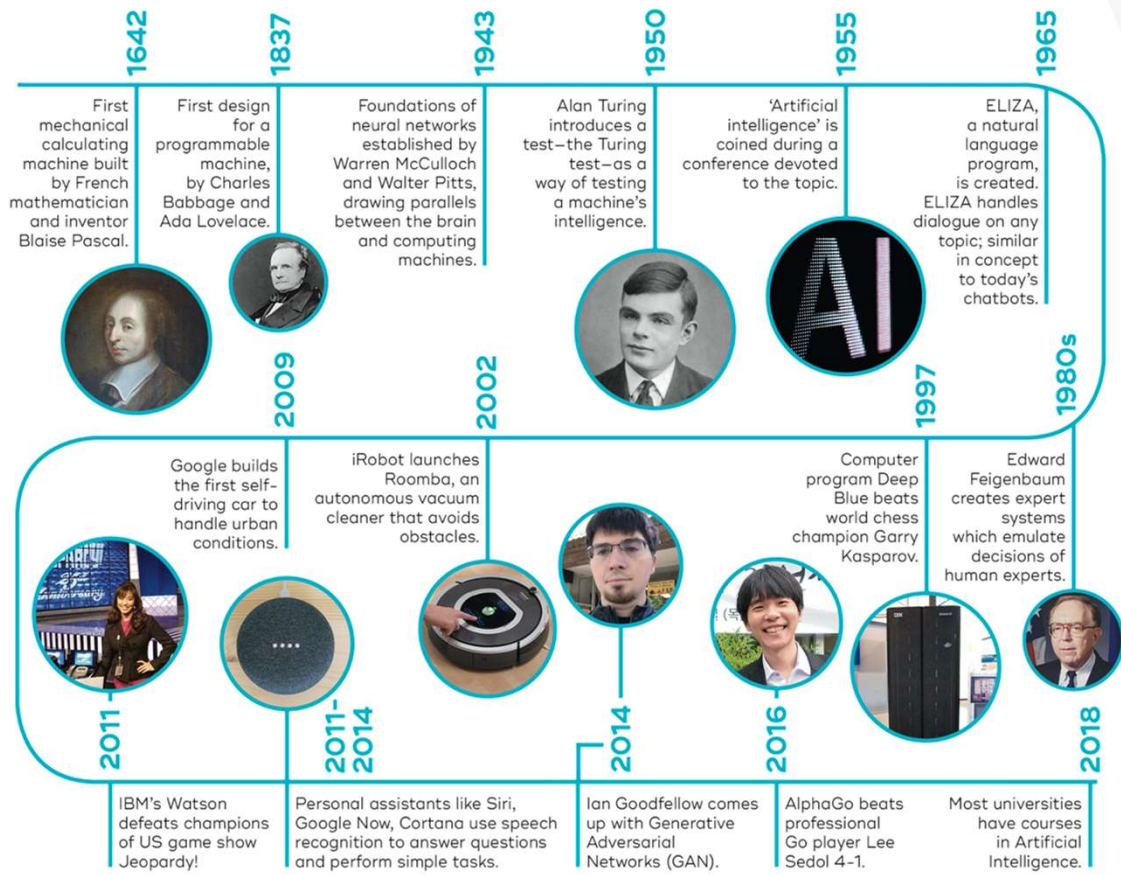 1642
First
mechanical
calculating
machine built
by French
mathematician
and inventor
Blaise Pascal.
1837
First design
for a
programmable
machine,
by Charles
Babbage and
Ada Lovelace.
1943
Foundations of
neural networks
established by
Warren McCulloch
and Walter Pitts,
drawing parallels
between the brain
and computing
machines.
1950
Alan Turing
introduces a
test—the Turing
test—as a
way of testing
a machine's
intelligence.
1955
'Artificial
intelligence' is
coined during a
conference devoted
to the topic.
AI
1965
ELIZA,
a natural
language
program,
is created.
ELIZA handles
dialogue on any
topic; similar
in concept
to today's
chatbots.
1980s
Edward
Feigenbaum
creates expert
systems
which emulate
decisions of
human experts.
1997
Computer
program Deep
Blue beats
world chess
champion Garry
Kasparov.
IBM
2002
iRobot launches
Roomba, an
autonomous vacuum
cleaner that avoids
obstacles.
2009
Google builds
the first self-
driving car to
handle urban
conditions.
2011
IBM's Watson
defeats champions
of US game show
Jeopardy!
2011-
2014
Personal assistants like Siri,
Google Now, Cortana use speech
recognition to answer questions
and perform simple tasks.
2014
Ian Goodfellow comes
up with Generative
Adversarial
Networks (GAN).
2016
AlphaGo beats
professional
Go player Lee
Sedol 4-1.
2018
Most universities
have courses
in Artificial
Intelligence.